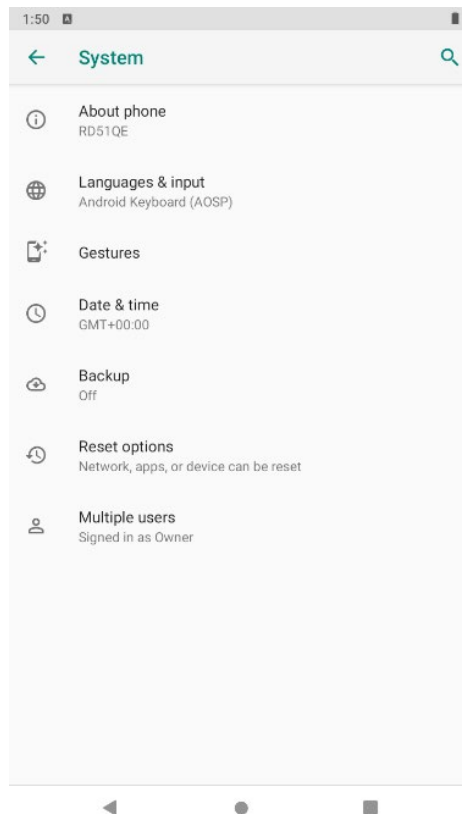 1:50
System
About phone
RD51QE
Languages & input
Android Keyboard (AOSP)
Gestures
Date & time
GMT+00:00
Backup
Off
Reset options
Network, apps, or device can be reset
Multiple users
Signed in as Owner